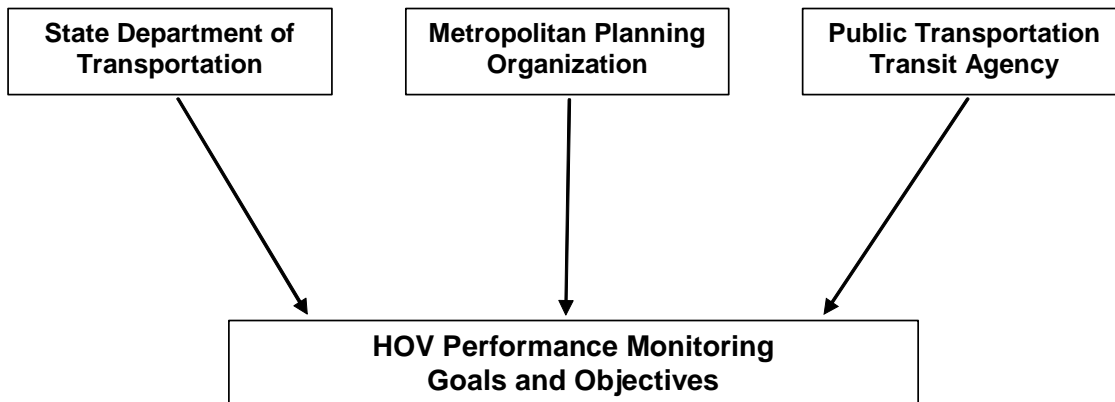 State Department of
Transportation
Metropolitan Planning
Organization
Public Transportation
Transit Agency
HOV Performance Monitoring
Goals and Objectives